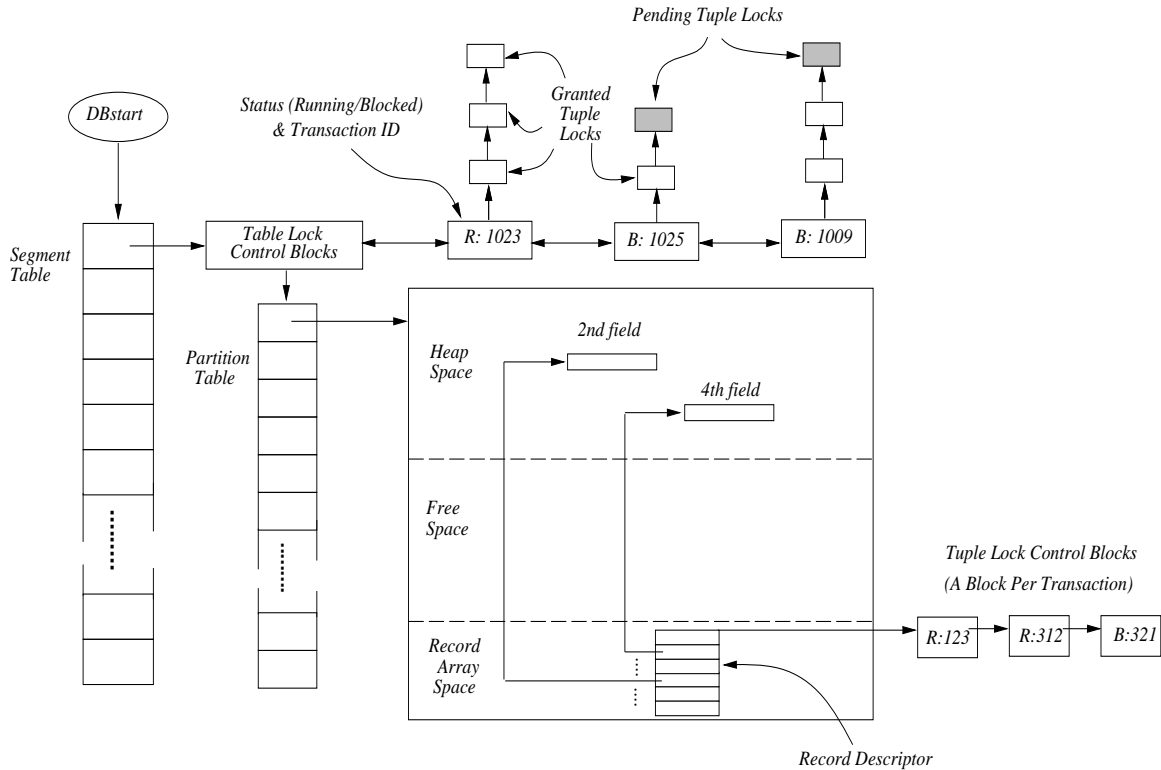 Pending Tuple Locks
DBstart
Status (Running/Blocked)
& Transaction ID
Granted
Tuple
Locks
Segment
Table
Table Lock
Control Blocks
R: 1023
B: 1025
B: 1009
Partition
Table
Heap
Space
2nd field
4th field
Free
Space
Tuple Lock Control Blocks
(A Block Per Transaction)
Record
Array
Space
R:123
R:312
B:321
Record Descriptor